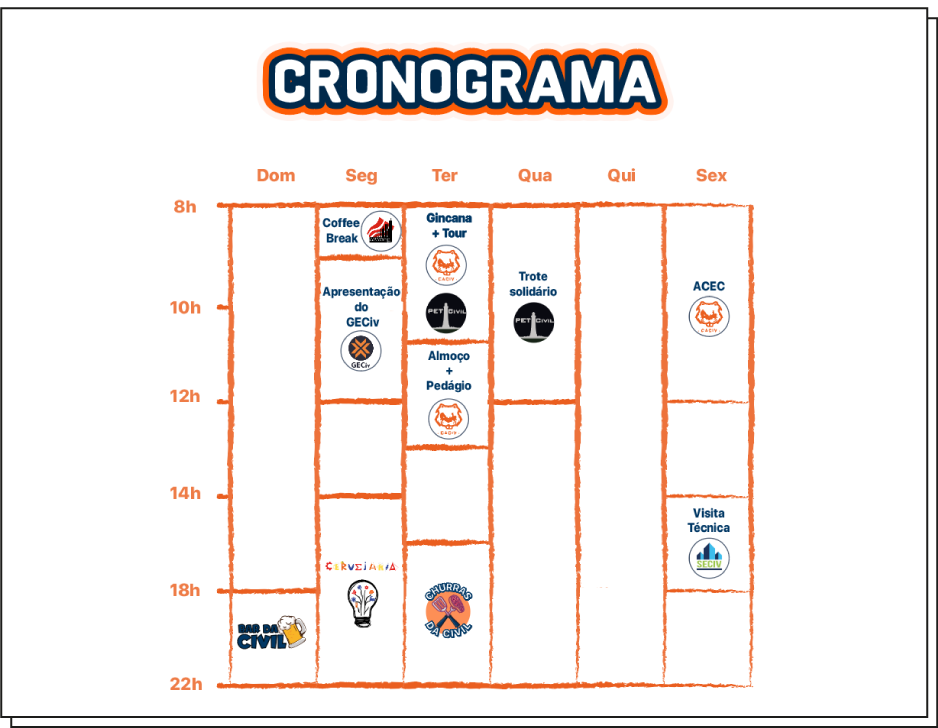 CRONOGRAMA
Dom Seg Ter Qua Qui Sex
8h
Coffee
Break
Gincana
+ Tour
CACIV
PET CIVIL
Trote
solidário
PET CIVIL
ACEC
CACIV
10h
Apresentação
do
GECiv
GECiv
Almoço
+
Pedágio
CACIV
12h
14h
Visita
Técnica
SECIV
CERVEJARIA
18h
BAR DA
CIVIL
CHURRAS
DA CIVIL
22h